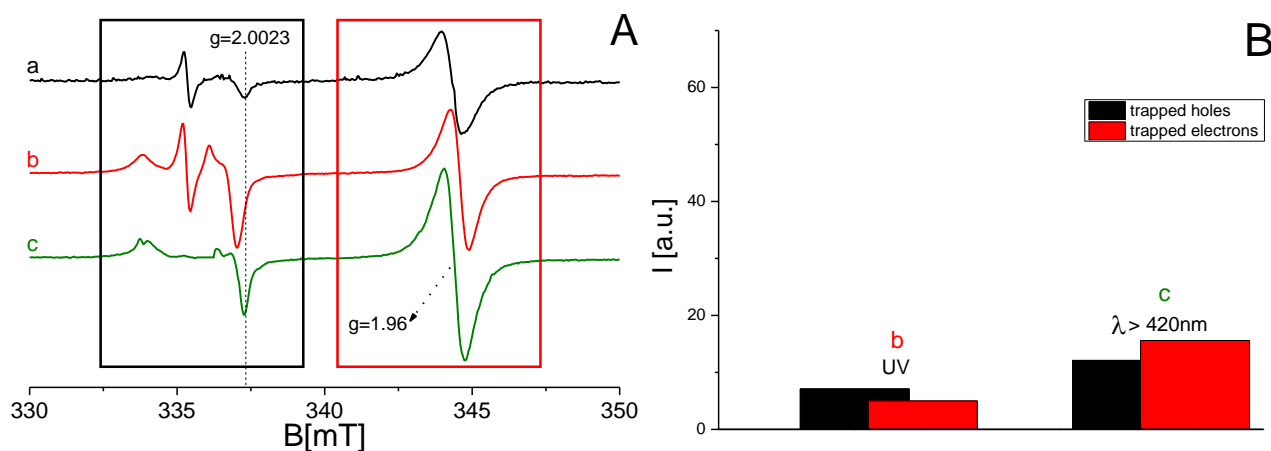 A
g=2.0023
a
b
c
g=1.96
330
335
340
345
350
B[mT]
B
I [a.u.]
60
40
20
0
trapped holes
trapped electrons
b
UV
c
λ > 420nm